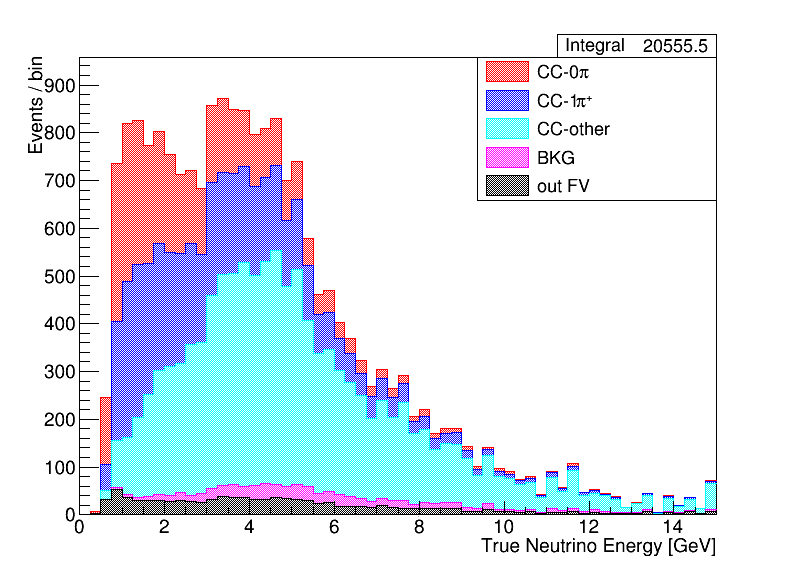 Integral 20555.5
CC-0π
CC-1π⁺
CC-other
BKG
out FV
Events / bin
900
800
700
600
500
400
300
200
100
0
0 2 4 6 8 10 12 14
True Neutrino Energy [GeV]